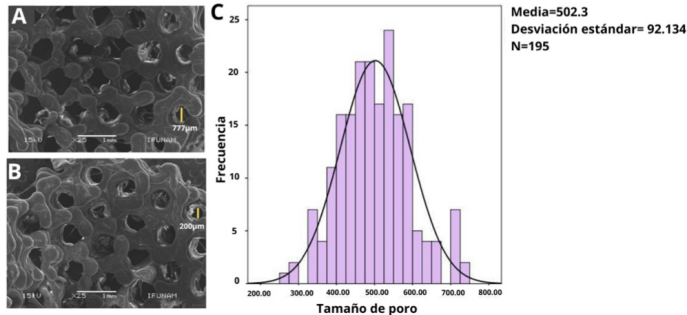 A
777µm
15kV X25 1mm IFUNAM
B
200µm
15kV X25 1mm IFUNAM
C
Frecuencia
25
20
15
10
5
0
200.00 300.00 400.00 500.00 600.00 700.00 800.00
Tamaño de poro
Media=502.3
Desviación estándar= 92.134
N=195